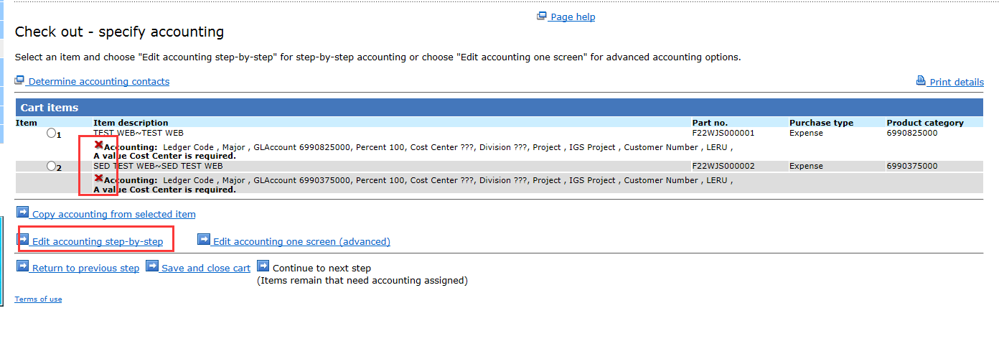 Page help
Check out - specify accounting
Select an item and choose "Edit accounting step-by-step" for step-by-step accounting or choose "Edit accounting one screen" for advanced accounting options.
Determine accounting contacts Print details
Cart items
Item Item description Part no. Purchase type Product category
1 TEST WEB~TEST WEB F22WJS000001 Expense 6990825000
Accounting: Ledger Code , Major , GLAccount 6990825000, Percent 100, Cost Center ???, Division ???, Project , IGS Project , Customer Number , LERU ,
A value Cost Center is required.
2 SED TEST WEB~SED TEST WEB F22WJS000002 Expense 6990375000
Accounting: Ledger Code , Major , GLAccount 6990375000, Percent 100, Cost Center ???, Division ???, Project , IGS Project , Customer Number , LERU ,
A value Cost Center is required.
Copy accounting from selected item
Edit accounting step-by-step Edit accounting one screen (advanced)
Return to previous step Save and close cart Continue to next step
(Items remain that need accounting assigned)
Terms of use